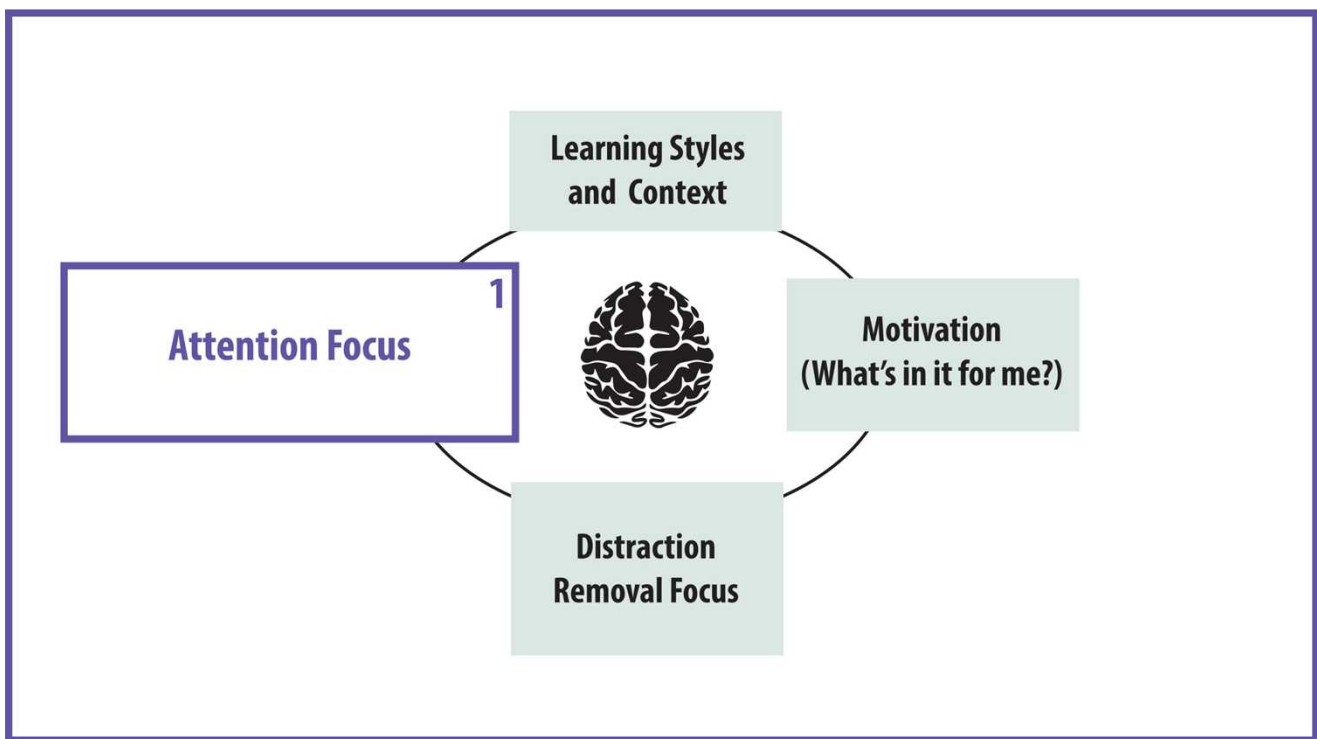 Learning Styles
and Context
1
Attention Focus
Motivation
(What's in it for me?)
Distraction
Removal Focus